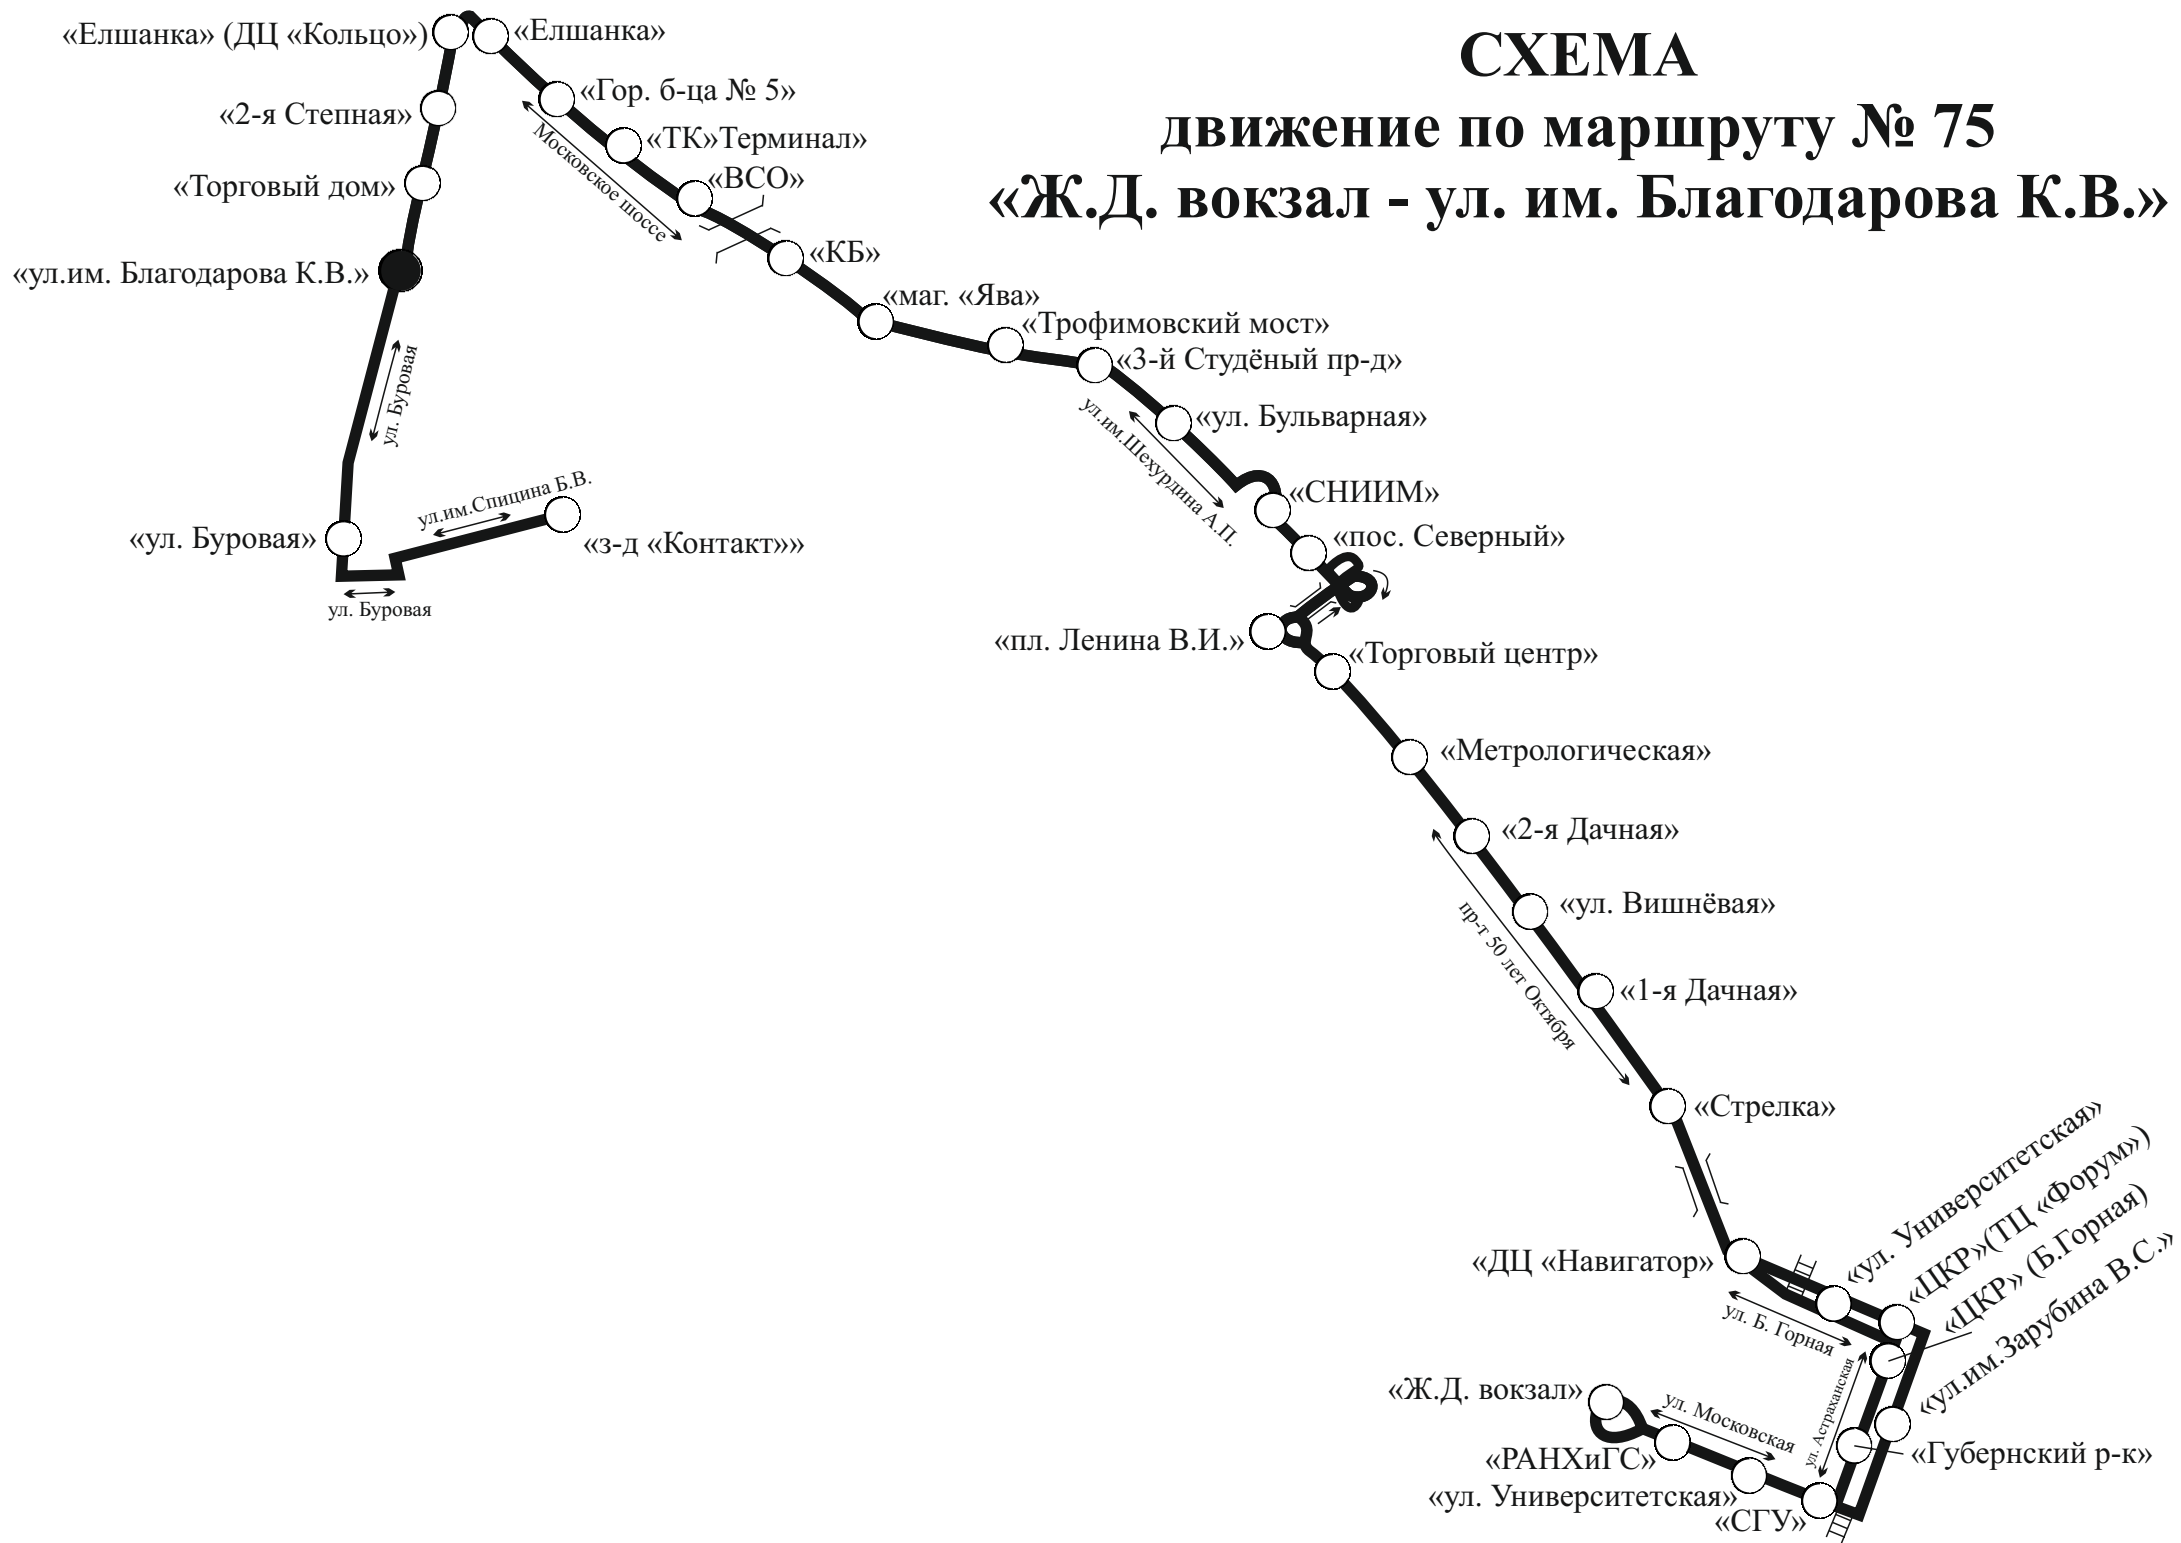 СХЕМА
движение по маршруту № 75
«Ж.Д. вокзал - ул. им. Благодарова К.В.»
«Елшанка» (ДЦ «Кольцо»)
«Елшанка»
«2-я Степная»
«Гор. б-ца № 5»
«ТК»Терминал»
Московское шоссе
«Торговый дом»
«ВСО»
«ул.им. Благодарова К.В.»
«КБ»
«маг. «Ява»
«Трофимовский мост»
«3-й Студёный пр-д»
ул. Буровая
«ул. Бульварная»
ул.им.Шехурдина А.П.
ул.им.Спицина Б.В.
«СНИИМ»
«ул. Буровая»
«з-д «Контакт»»
«пос. Северный»
ул. Буровая
«пл. Ленина В.И.»
«Торговый центр»
«Метрологическая»
«2-я Дачная»
«ул. Вишнёвая»
пр-т 50 лет Октября
«1-я Дачная»
«Стрелка»
«ул. Университетская»
«ЦКР»(ТЦ «Форум»)
«ЦКР» (Б.Горная)
«ул.им.Зарубина В.С.»
«ДЦ «Навигатор»
ул. Б. Горная
«Ж.Д. вокзал»
ул. Московская
ул. Астраханская
«РАНХиГС»
«Губернский р-к»
«ул. Университетская»
«СГУ»